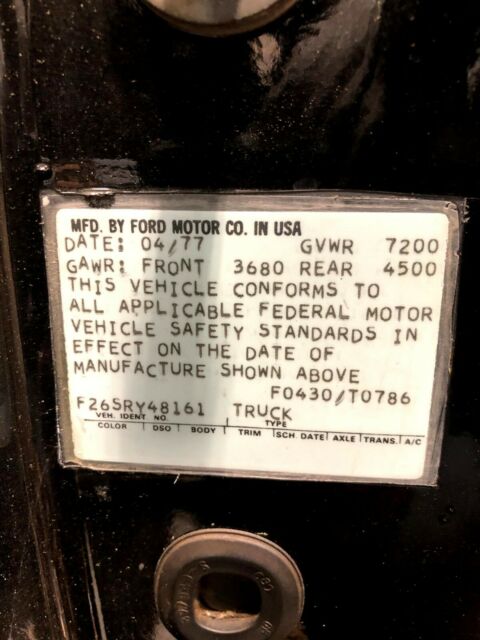 MFD. BY FORD MOTOR CO. IN USA
DATE: 04/77 GVWR 7200
GAWR: FRONT 3680 REAR 4500
THIS VEHICLE CONFORMS TO
ALL APPLICABLE FEDERAL MOTOR
VEHICLE SAFETY STANDARDS IN
EFFECT ON THE DATE OF
MANUFACTURE SHOWN ABOVE
F0430/T0786
F26SRY48161 TRUCK
VEH. IDENT NO. TYPE
COLOR DSO BODY TRIM SCH. DATE AXLE TRANS. A/C